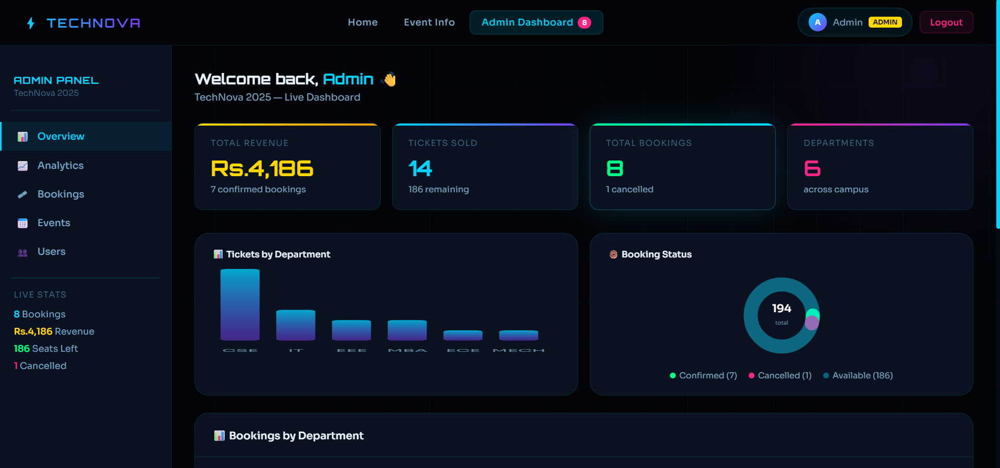 TECHNOVA
Home
Event Info
Admin Dashboard 8
A Admin ADMIN
Logout
ADMIN PANEL
TechNova 2025
Overview
Analytics
Bookings
Events
Users
LIVE STATS
8 Bookings
Rs.4,186 Revenue
186 Seats Left
1 Cancelled
Welcome back, Admin 👋
TechNova 2025 — Live Dashboard
TOTAL REVENUE
Rs.4,186
7 confirmed bookings
TICKETS SOLD
14
186 remaining
TOTAL BOOKINGS
8
1 cancelled
DEPARTMENTS
6
across campus
📊 Tickets by Department
CSE IT EEE MBA ECE MECH
🍩 Booking Status
194
total
Confirmed (7) Cancelled (1) Available (186)
📊 Bookings by Department